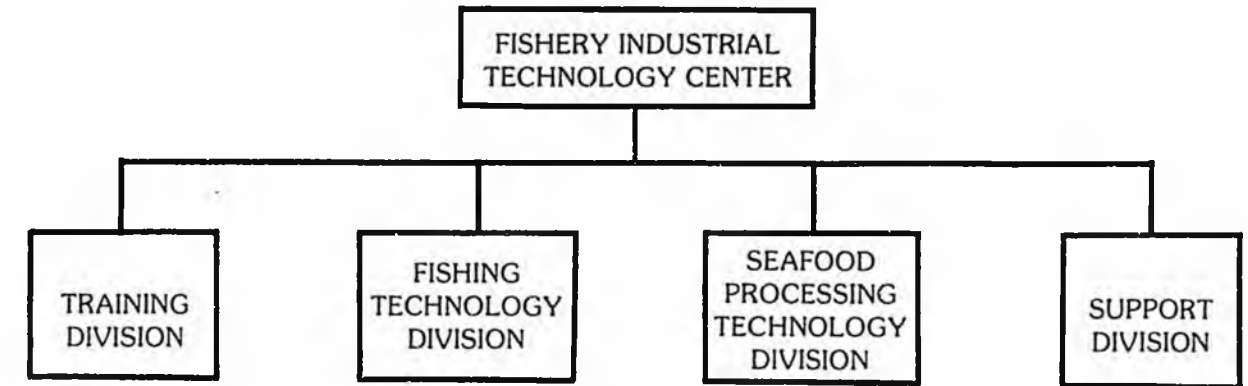 FISHERY INDUSTRIAL
TECHNOLOGY CENTER
TRAINING
DIVISION
FISHING
TECHNOLOGY
DIVISION
SEAFOOD
PROCESSING
TECHNOLOGY
DIVISION
SUPPORT
DIVISION